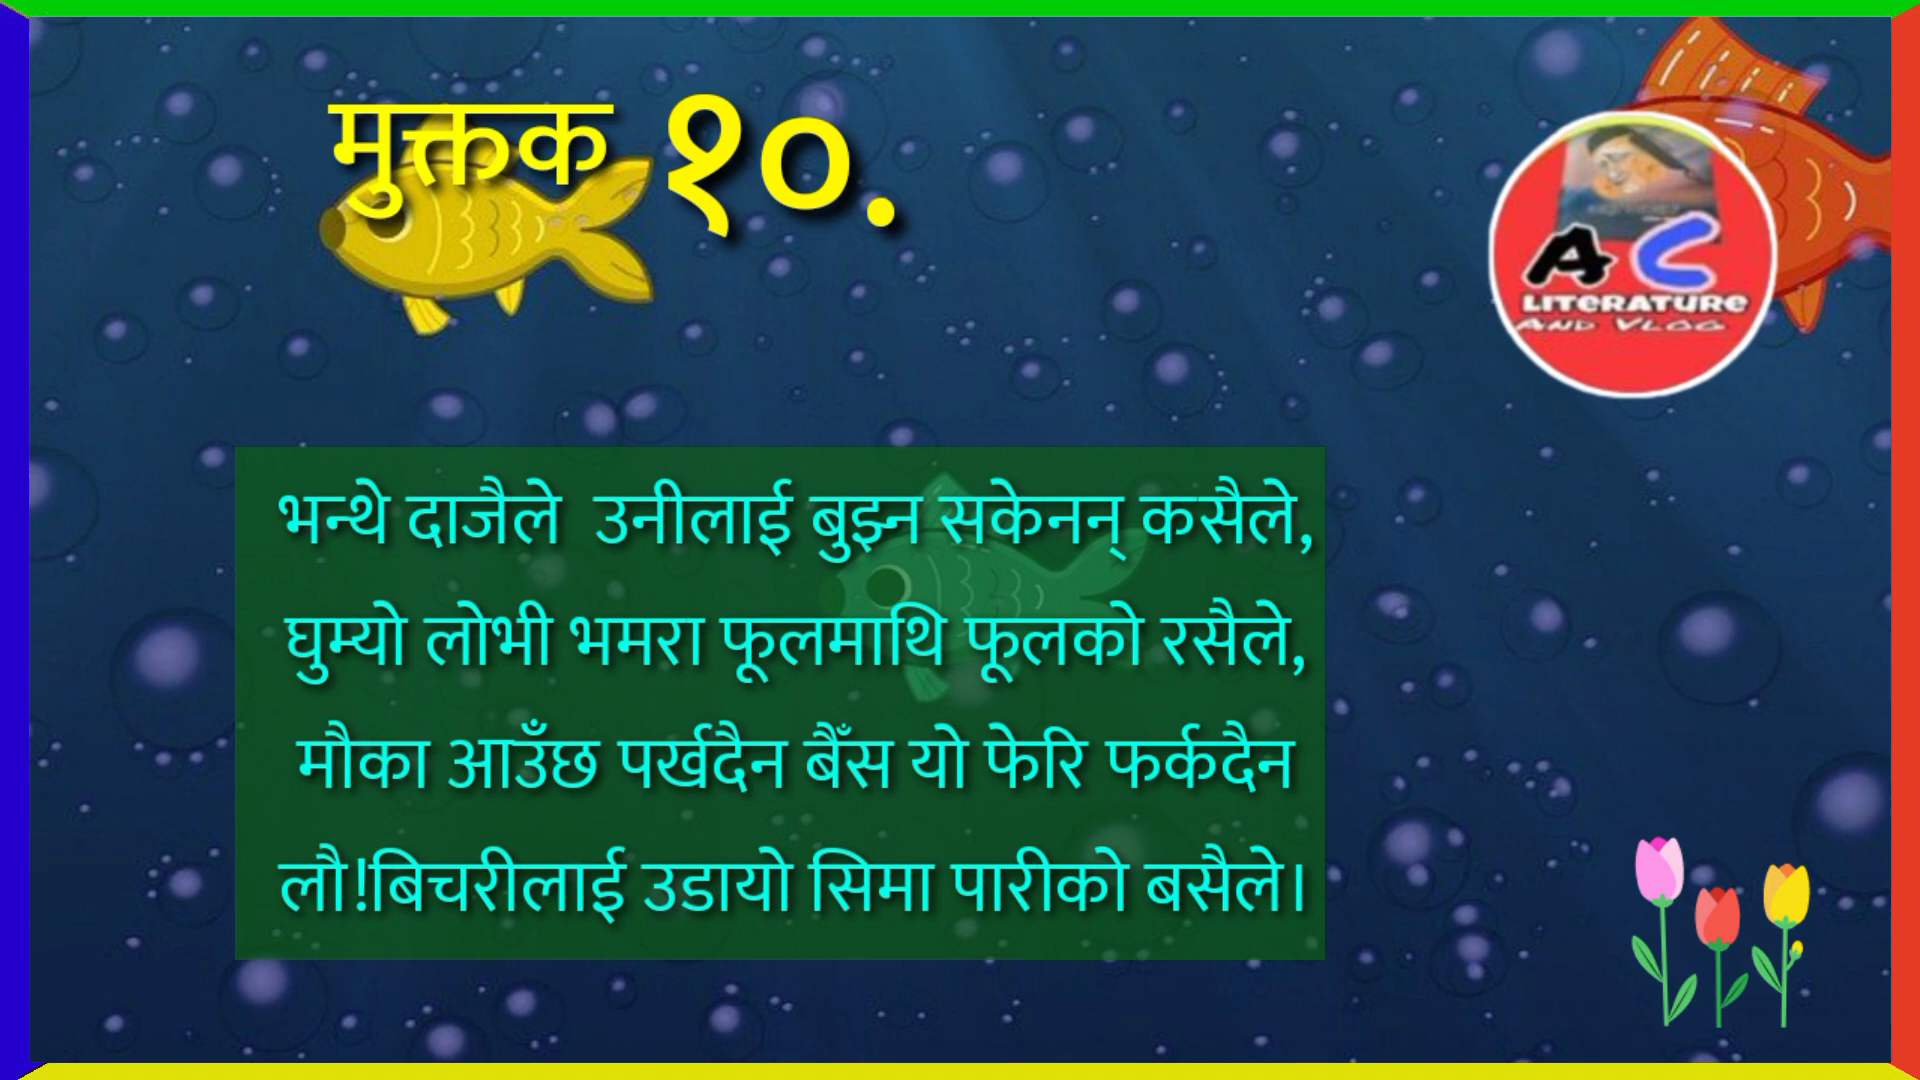 मुक्तक १०.
A C
LITERATURE
AND VLOG
भन्थे दाजैले उनीलाई बुझ्न सकेनन् कसैले,
घुम्यो लोभी भमरा फूलमाथि फूलको रसैले,
मौका आउँछ पर्खदैन बैँस यो फेरि फर्कदैन
लौ!बिचरीलाई उडायो सिमा पारीको बसैले।